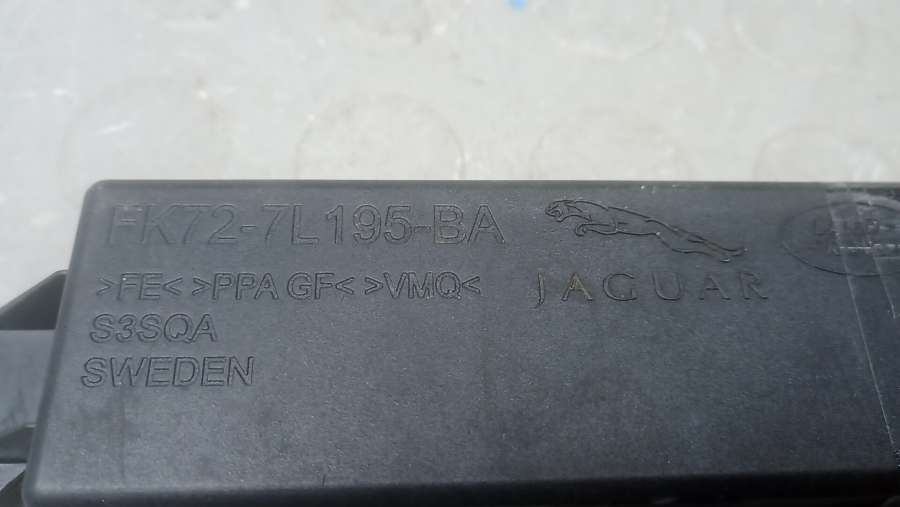 FK72-7L195-BA
>FE< >PPA GF< >VMQ<
JAGUAR
S3SQA
SWEDEN